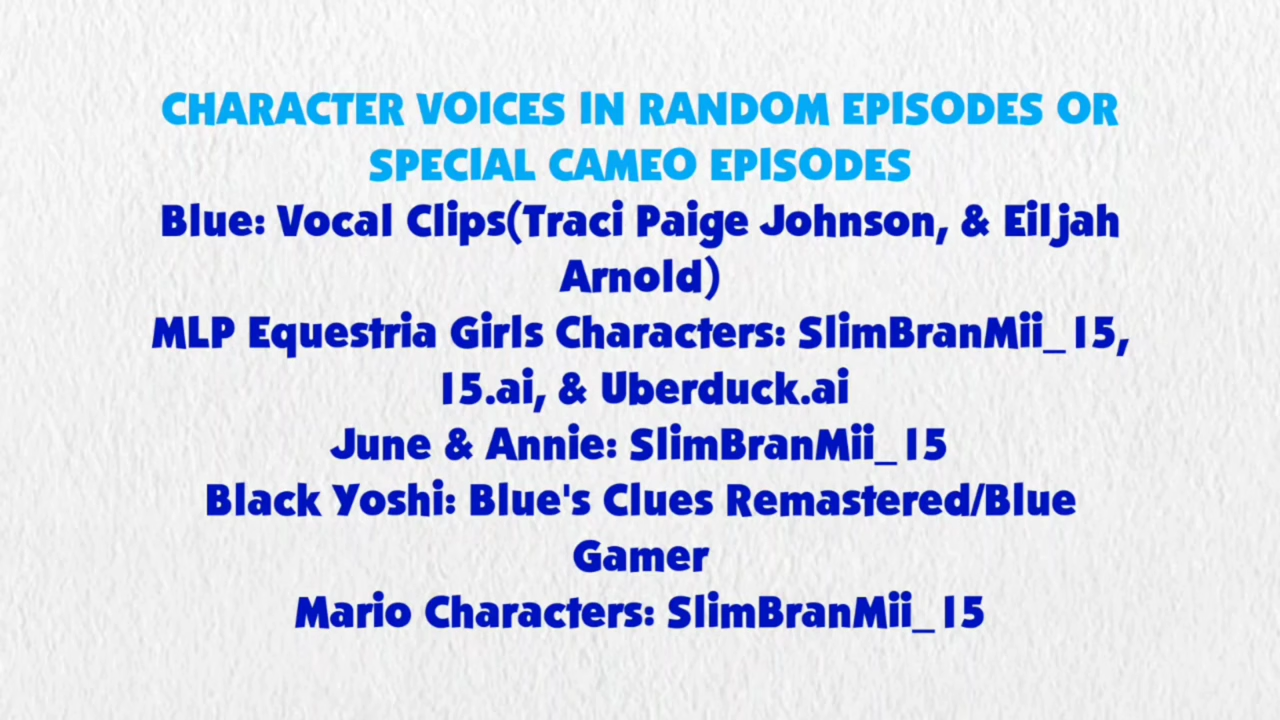 CHARACTER VOICES IN RANDOM EPISODES OR
SPECIAL CAMEO EPISODES
Blue: Vocal Clips(Traci Paige Johnson, & Eiljah
Arnold)
MLP Equestria Girls Characters: SlimBranMii_15,
15.ai, & Uberduck.ai
June & Annie: SlimBranMii_15
Black Yoshi: Blue's Clues Remastered/Blue
Gamer
Mario Characters: SlimBranMii_15